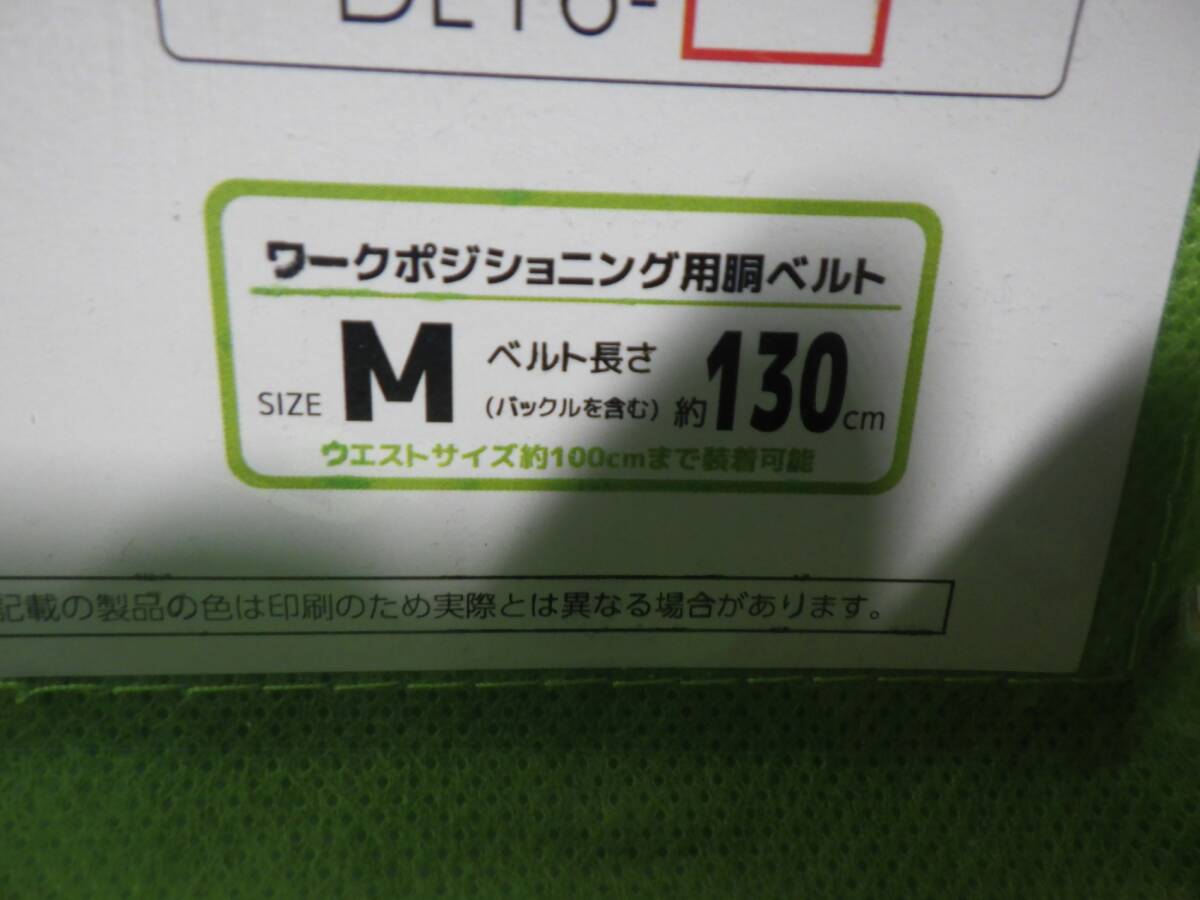 ワークポジショニング用胴ベルト
SIZE M ベルト長さ (バックルを含む) 約130cm
ウエストサイズ約100cmまで装着可能
記載の製品の色は印刷のため実際とは異なる場合があります。